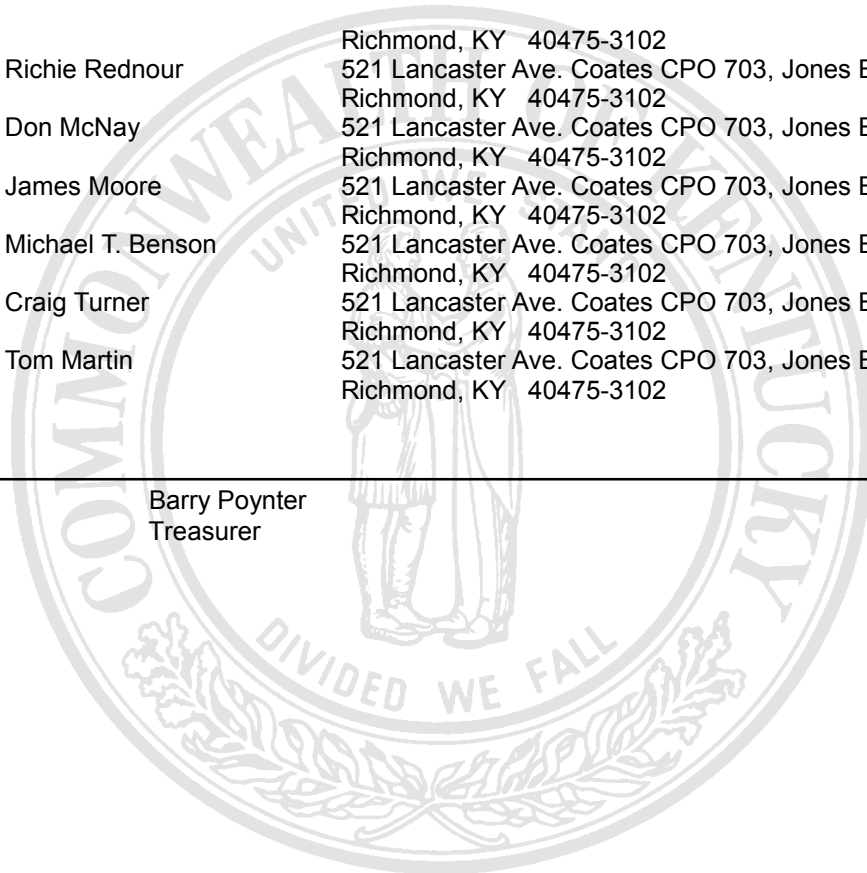 Richmond, KY 40475-3102
Richie Rednour 521 Lancaster Ave. Coates CPO 703, Jones
Richmond, KY 40475-3102
Don McNay 521 Lancaster Ave. Coates CPO 703, Jones
Richmond, KY 40475-3102
James Moore 521 Lancaster Ave. Coates CPO 703, Jones
Richmond, KY 40475-3102
Michael T. Benson 521 Lancaster Ave. Coates CPO 703, Jones
Richmond, KY 40475-3102
Craig Turner 521 Lancaster Ave. Coates CPO 703, Jones
Richmond, KY 40475-3102
Tom Martin 521 Lancaster Ave. Coates CPO 703, Jones
Richmond, KY 40475-3102
Barry Poynter
Treasurer
COMMONWEALTH OF KENTUCKY
UNITED WE STAND
DIVIDED WE FALL